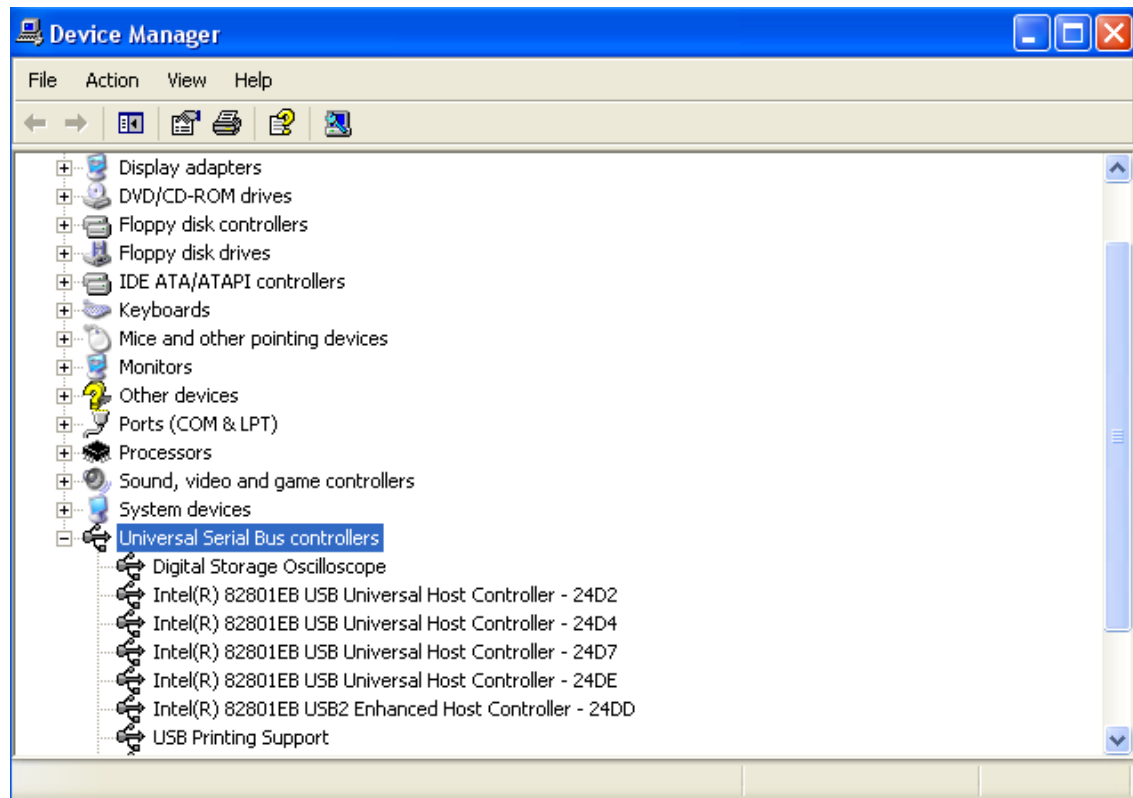 Device Manager
File Action View Help
Display adapters
DVD/CD-ROM drives
Floppy disk controllers
Floppy disk drives
IDE ATA/ATAPI controllers
Keyboards
Mice and other pointing devices
Monitors
Other devices
Ports (COM & LPT)
Processors
Sound, video and game controllers
System devices
Universal Serial Bus controllers
Digital Storage Oscilloscope
Intel(R) 82801EB USB Universal Host Controller - 24D2
Intel(R) 82801EB USB Universal Host Controller - 24D4
Intel(R) 82801EB USB Universal Host Controller - 24D7
Intel(R) 82801EB USB Universal Host Controller - 24DE
Intel(R) 82801EB USB2 Enhanced Host Controller - 24DD
USB Printing Support